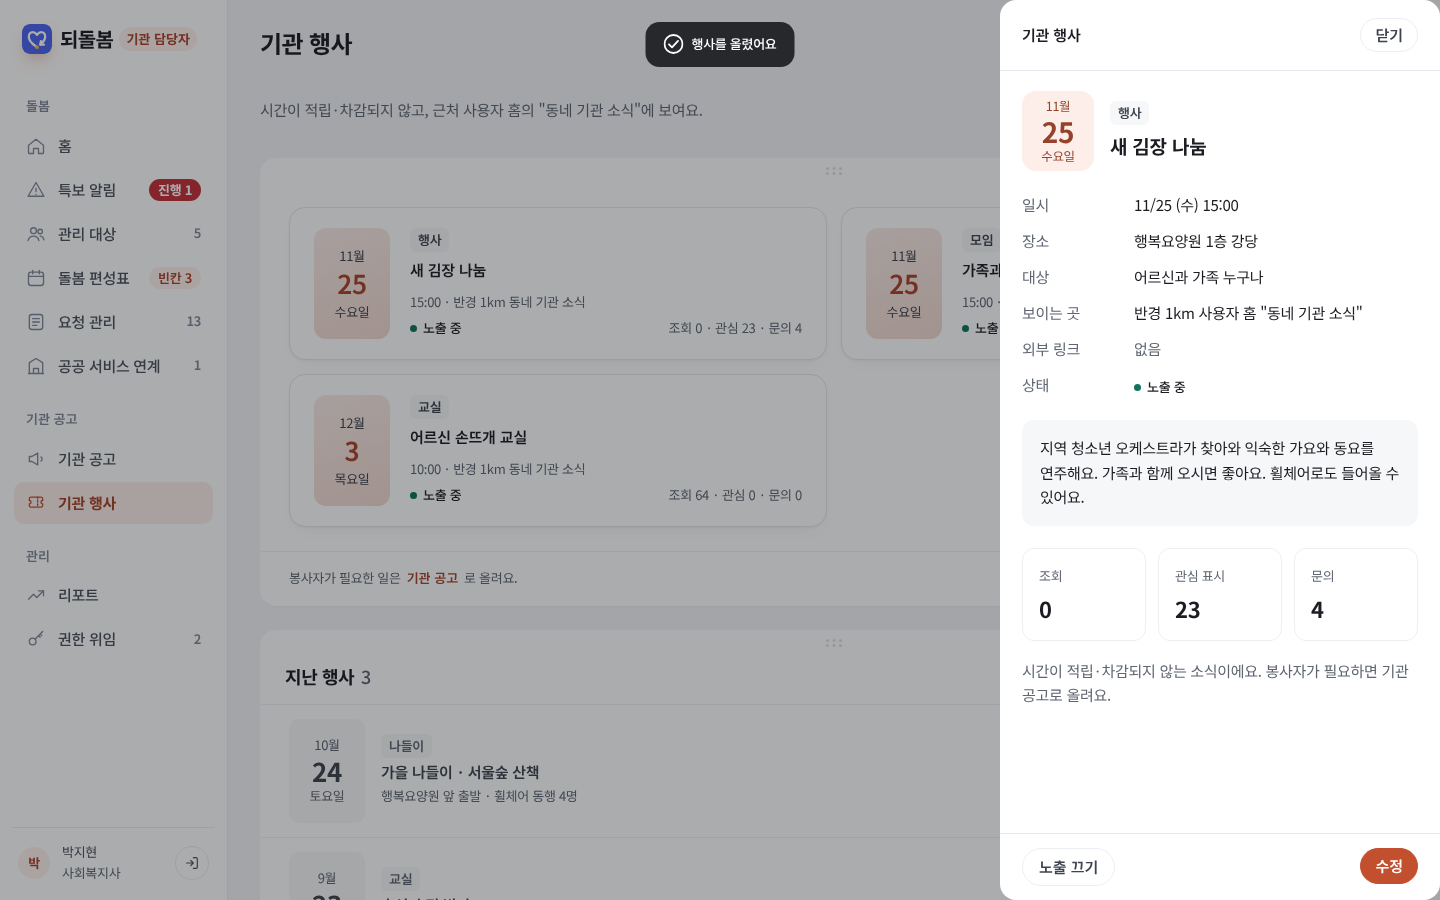 되돌봄 기관 담당자
돌봄
홈
특보 알림 진행 1
관리 대상 5
돌봄 편성표 빈칸 3
요청 관리 13
공공 서비스 연계 1
기관 공고
기관 공고
기관 행사
관리
리포트
권한 위임 2
박 박지현
사회복지사
기관 행사
행사를 올렸어요
시간이 적립·차감되지 않고, 근처 사용자 홈의 "동네 기관 소식"에 보여요.
11월
25
수요일
행사
새 김장 나눔
15:00 · 반경 1km 동네 기관 소식
노출 중 조회 0 · 관심 23 · 문의 4
11월
25
수요일
모임
가족과
15:00 ·
노출
12월
3
목요일
교실
어르신 손뜨개 교실
10:00 · 반경 1km 동네 기관 소식
노출 중 조회 64 · 관심 0 · 문의 0
봉사자가 필요한 일은 기관 공고 로 올려요.
지난 행사 3
10월
24
토요일
나들이
가을 나들이 · 서울숲 산책
행복요양원 앞 출발 · 휠체어 동행 4명
9월
교실
기관 행사 닫기
11월
25
수요일
행사
새 김장 나눔
일시 11/25 (수) 15:00
장소 행복요양원 1층 강당
대상 어르신과 가족 누구나
보이는 곳 반경 1km 사용자 홈 "동네 기관 소식"
외부 링크 없음
상태 노출 중
지역 청소년 오케스트라가 찾아와 익숙한 가요와 동요를
연주해요. 가족과 함께 오시면 좋아요. 휠체어로도 들어올 수
있어요.
조회 관심 표시 문의
0 23 4
시간이 적립·차감되지 않는 소식이에요. 봉사자가 필요하면 기관
공고로 올려요.
노출 끄기 수정